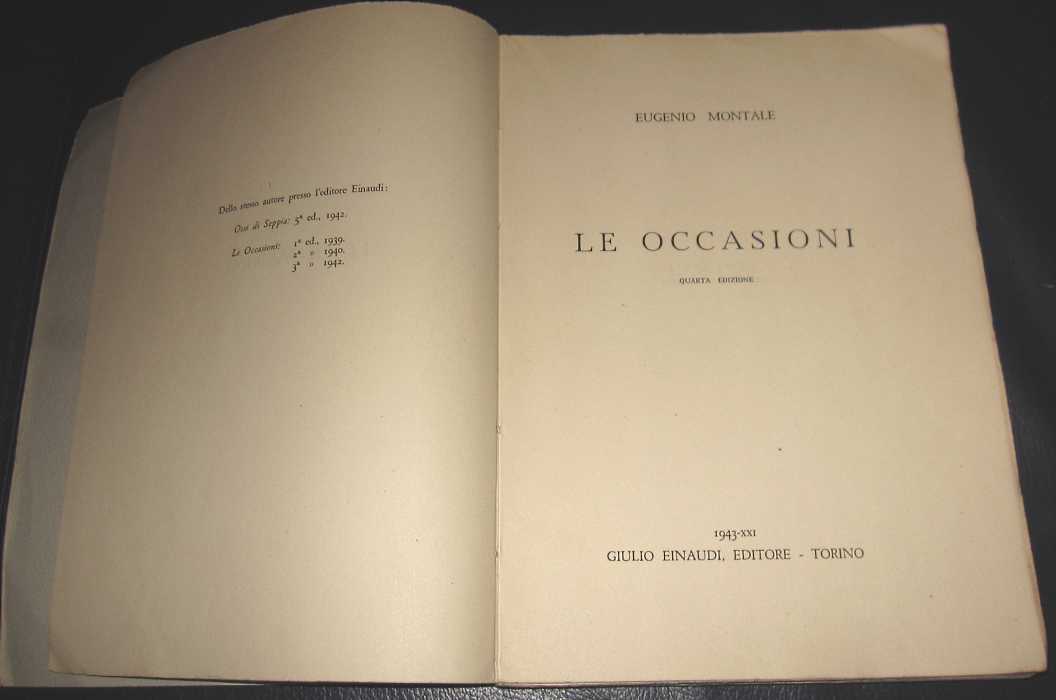 Dello stesso autore presso l'editore Einaudi:
Ossi di Seppia: 5ª ed., 1942.
Le Occasioni: 1ª ed., 1939.
2ª » 1940.
3ª » 1942.
EUGENIO MONTALE
LE OCCASIONI
QUARTA EDIZIONE
1943-XXI
GIULIO EINAUDI, EDITORE - TORINO